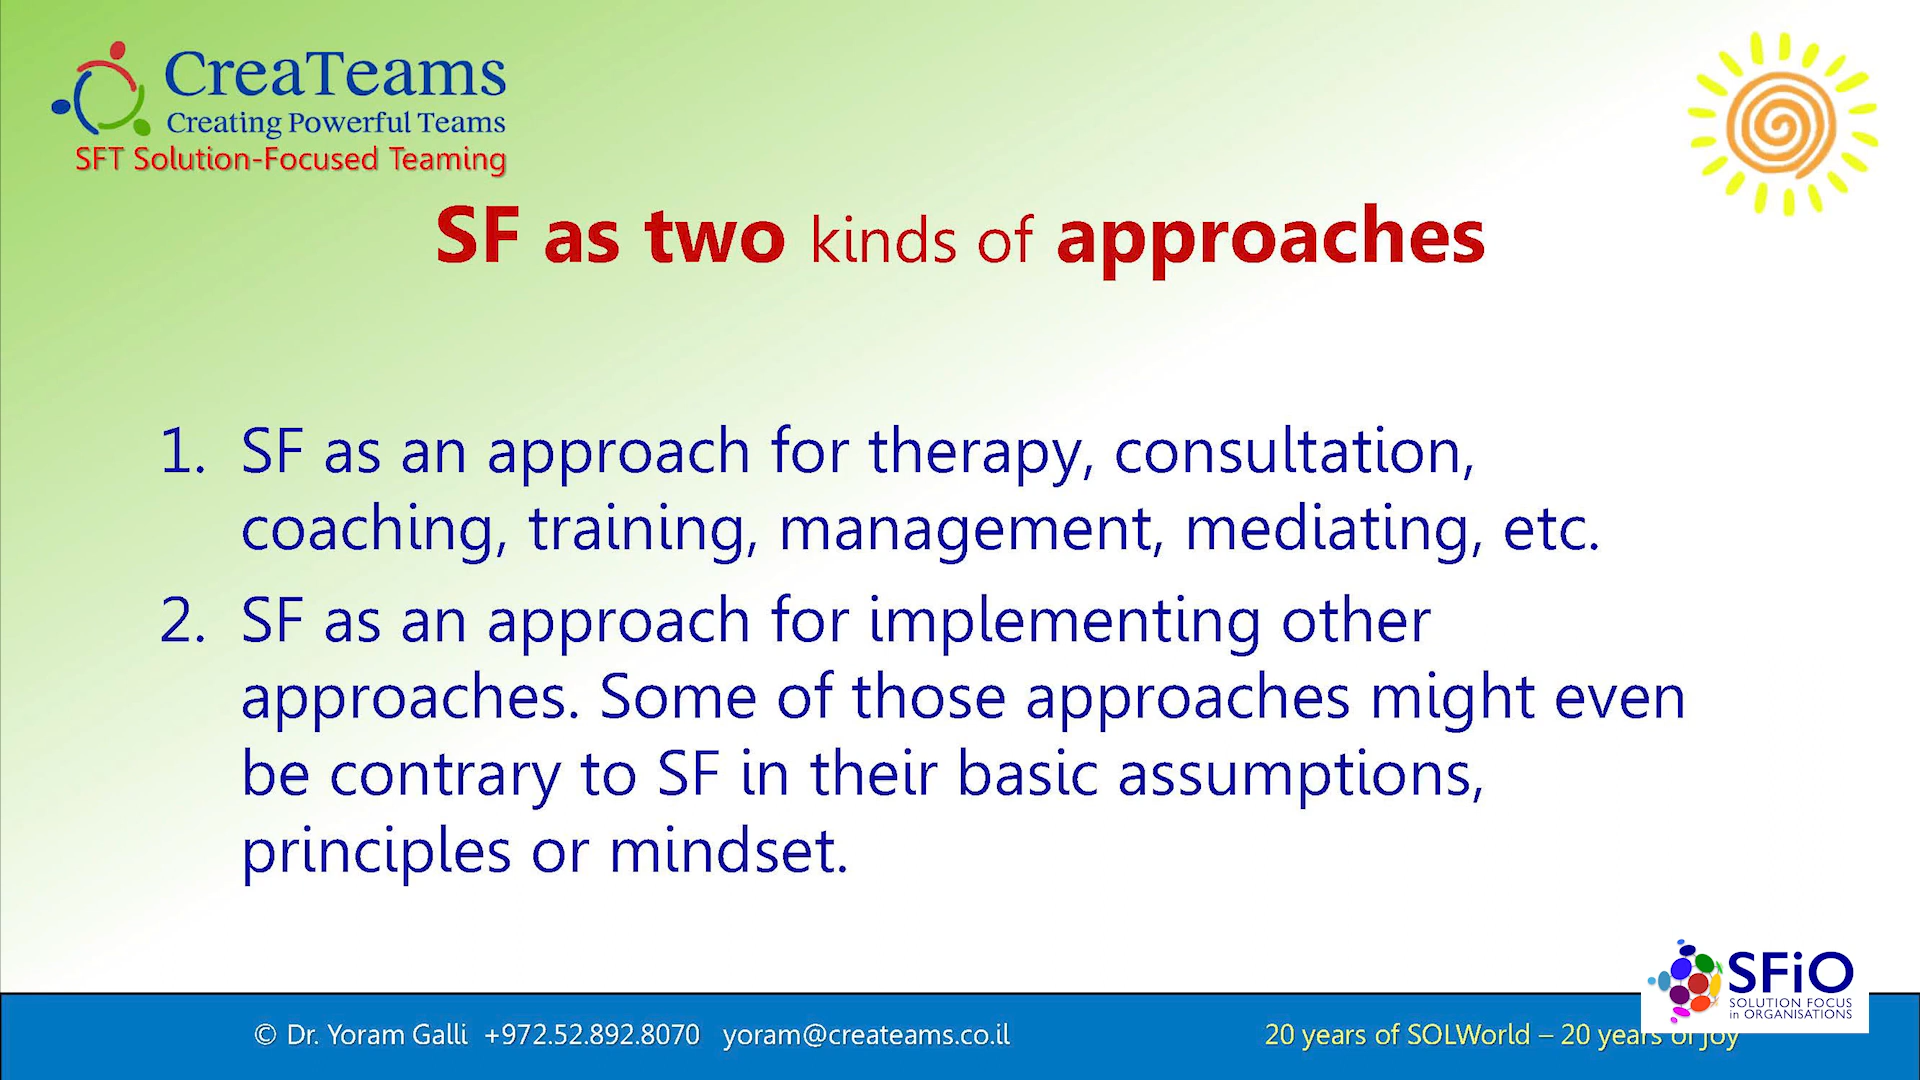 CreaTeams
Creating Powerful Teams
SFT Solution-Focused Teaming
SF as two kinds of approaches
1. SF as an approach for therapy, consultation,
coaching, training, management, mediating, etc.
2. SF as an approach for implementing other
approaches. Some of those approaches might even
be contrary to SF in their basic assumptions,
principles or mindset.
SFiO
SOLUTION FOCUS
in ORGANISATIONS
© Dr. Yoram Galli +972.52.892.8070 yoram@createams.co.il
20 years of SOLWorld – 20 years of joy